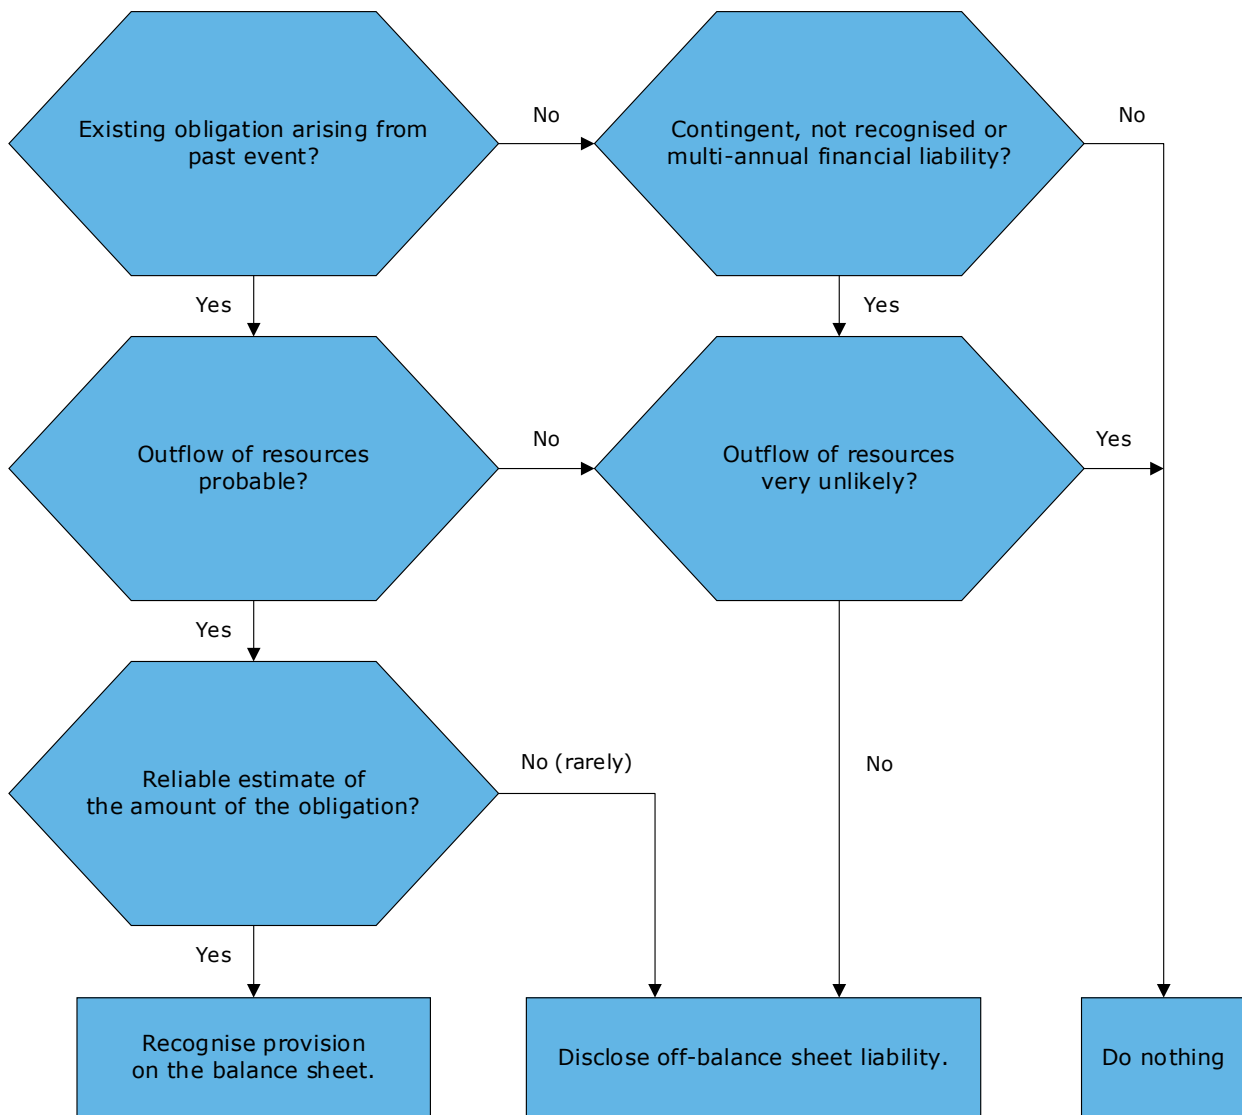 Existing obligation arising from
past event?
No
Contingent, not recognised or
multi-annual financial liability?
No
Yes
Yes
Outflow of resources
probable?
No
Outflow of resources
very unlikely?
Yes
Yes
Reliable estimate of
the amount of the obligation?
No (rarely)
No
Yes
Recognise provision
on the balance sheet.
Disclose off-balance sheet liability.
Do nothing